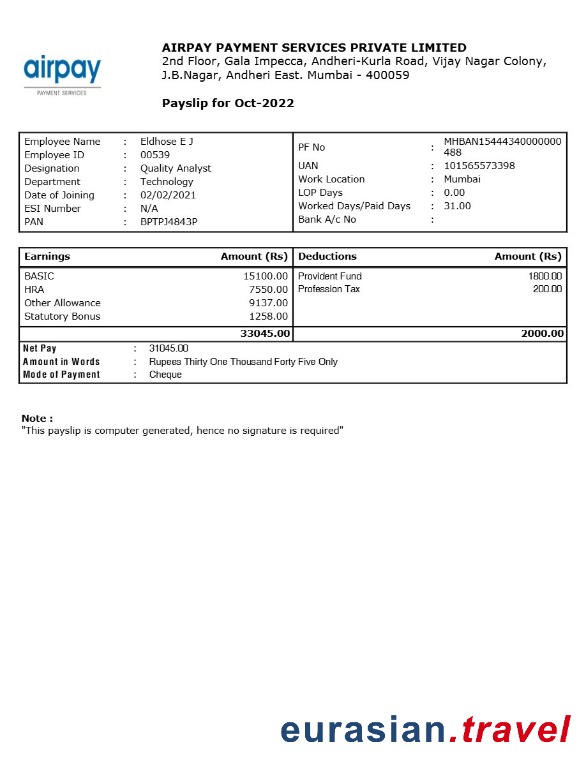 airpay
PAYMENT SERVICES
AIRPAY PAYMENT SERVICES PRIVATE LIMITED
2nd Floor, Gala Impecca, Andheri-Kurla Road, Vijay Nagar Colony,
J.B.Nagar, Andheri East. Mumbai - 400059
Payslip for Oct-2022
Employee Name : Eldhose E J
Employee ID : 00539
Designation : Quality Analyst
Department : Technology
Date of Joining : 02/02/2021
ESI Number : N/A
PAN : BPTPJ4843P
PF No : MHBAN15444340000000
488
UAN : 101565573398
Work Location : Mumbai
LOP Days : 0.00
Worked Days/Paid Days : 31.00
Bank A/c No :
Earnings Amount (Rs) Deductions Amount (Rs)
BASIC 15100.00 Provident Fund 1800.00
HRA 7550.00 Profession Tax 200.00
Other Allowance 9137.00
Statutory Bonus 1258.00
33045.00 2000.00
Net Pay : 31045.00
Amount in Words : Rupees Thirty One Thousand Forty Five Only
Mode of Payment : Cheque
Note :
"This payslip is computer generated, hence no signature is required"
eurasian.travel